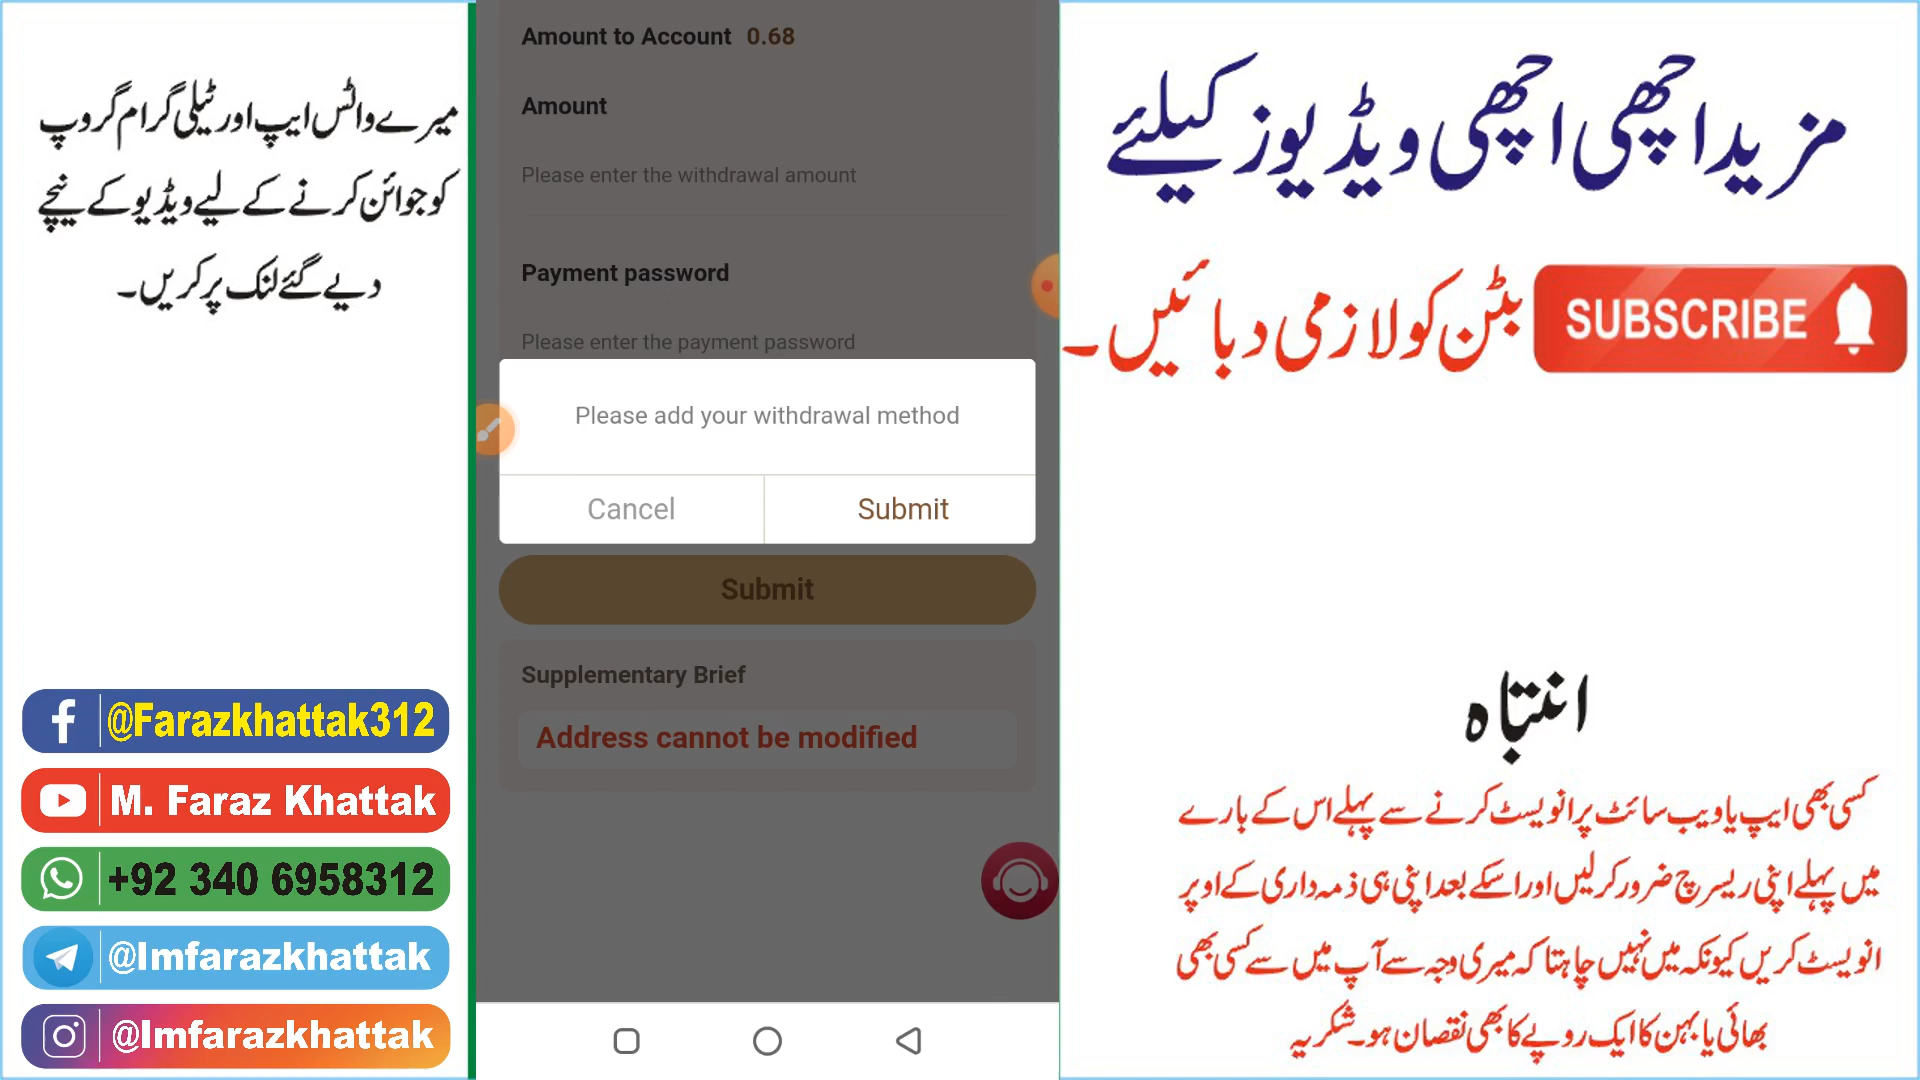 میرے واٹس ایپ اور ٹیلی گرام گروپ
کو جوائن کرنے کے لیے ویڈیو کے نیچے
دیے گئے لنک پر کریں۔
@Farazkhattak312
M. Faraz Khattak
+92 340 6958312
@Imfarazkhattak
@Imfarazkhattak
Amount to Account 0.68
Amount
Please enter the withdrawal amount
Payment password
Please enter the payment password
Please add your withdrawal method
Cancel Submit
Submit
Supplementary Brief
Address cannot be modified
مزید اچھی اچھی ویڈیوز کیلئے
SUBSCRIBE بٹن کو لازمی دبائیں۔
انتباہ
کسی بھی ایپ یا ویب سائٹ پر انویسٹ کرنے سے پہلے اس کے بارے
میں پہلے اپنی ریسرچ ضرور کر لیں اور اسکے بعد اپنی ہی ذمہ داری کے اوپر
انویسٹ کریں کیونکہ میں نہیں چاہتا کہ میری وجہ سے آپ میں سے کسی بھی
بھائی یا بہن کا ایک روپے کا بھی نقصان ہو۔ شکریہ